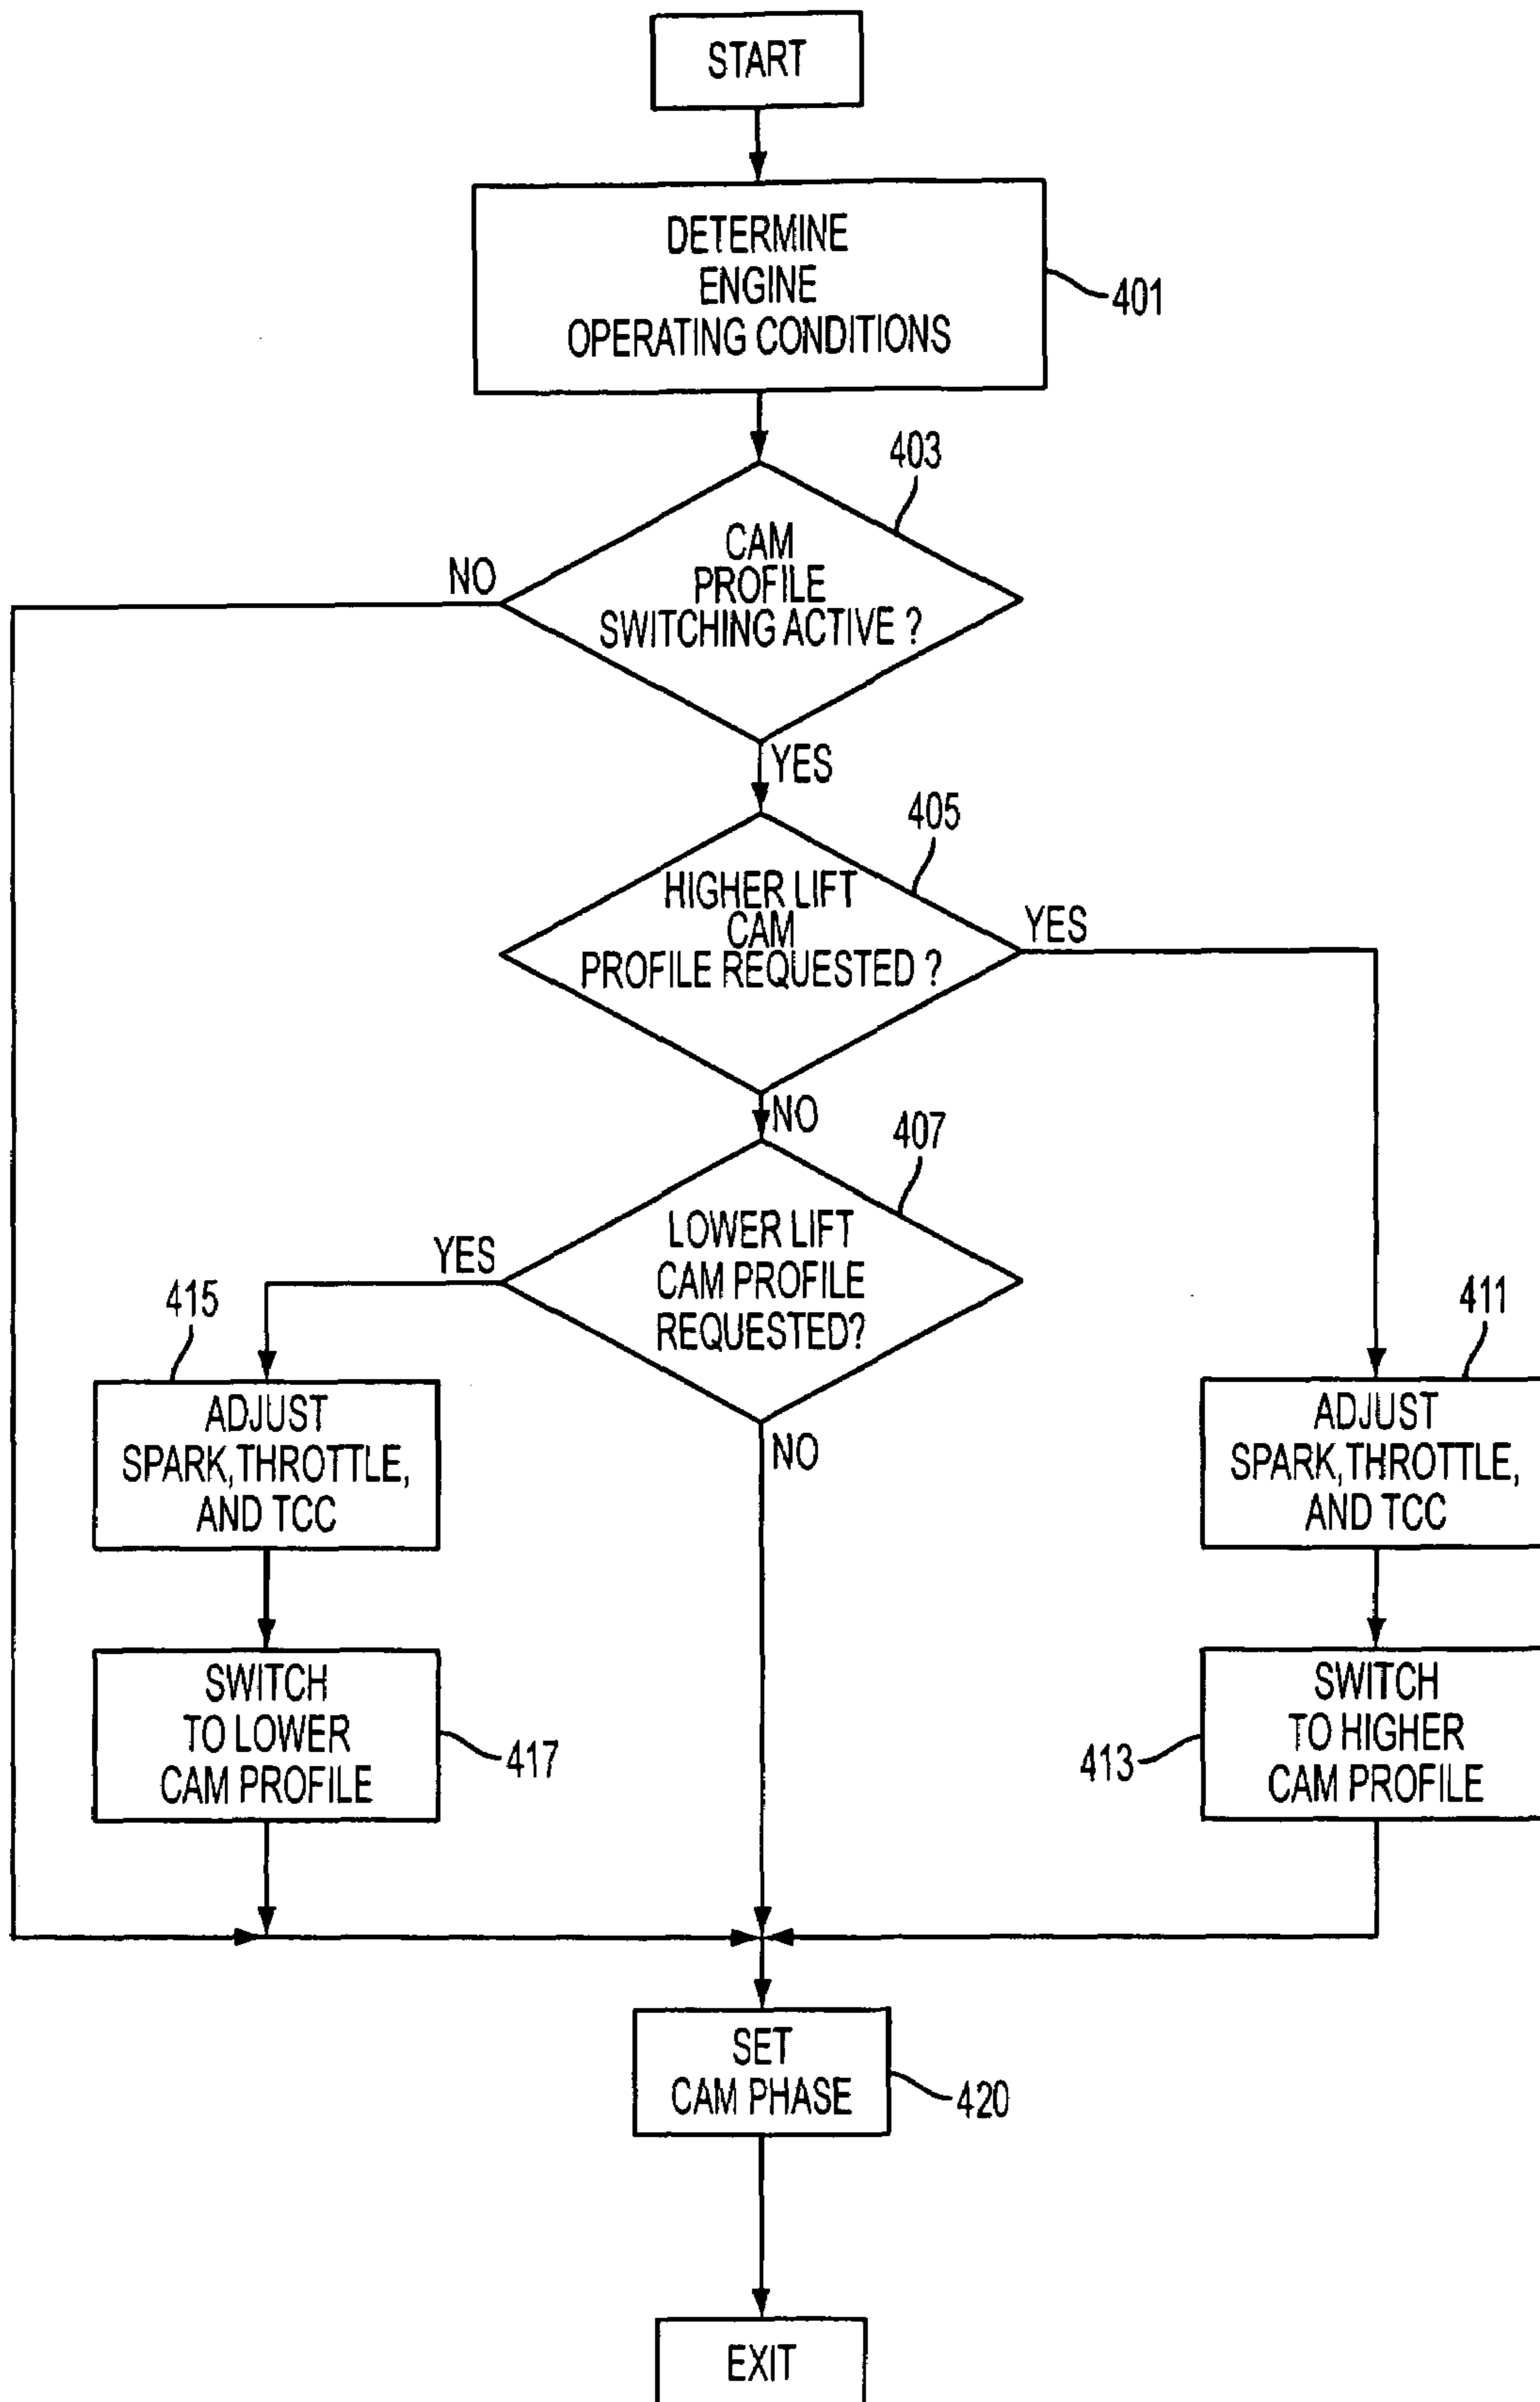 START
DETERMINE
ENGINE
OPERATING CONDITIONS
401
403
CAM
PROFILE
SWITCHING ACTIVE ?
NO
YES
405
HIGHER LIFT
CAM
PROFILE REQUESTED ?
YES
NO
407
LOWER LIFT
CAM PROFILE
REQUESTED?
YES
NO
415
ADJUST
SPARK, THROTTLE,
AND TCC
411
ADJUST
SPARK, THROTTLE,
AND TCC
SWITCH
TO LOWER
CAM PROFILE
417
SWITCH
TO HIGHER
CAM PROFILE
413
SET
CAM PHASE
420
EXIT